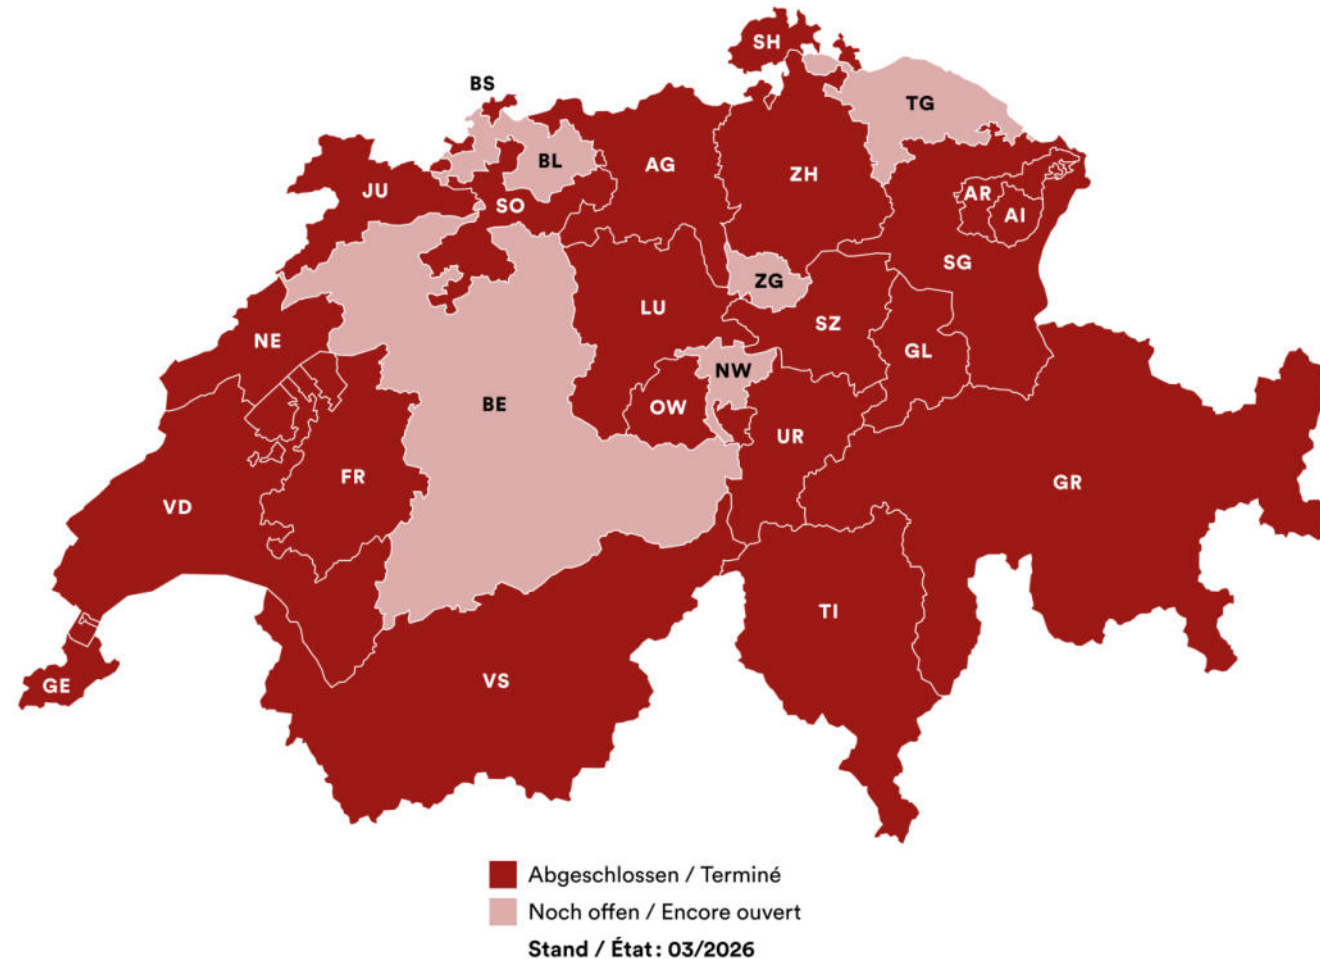 SH
BS
TG
BL
AG
ZH
JU
AR
SO
AI
SG
ZG
LU
SZ
NE
GL
NW
BE
OW
UR
FR
GR
VD
TI
VS
GE
Abgeschlossen / Terminé
Noch offen / Encore ouvert
Stand / État: 03/2026